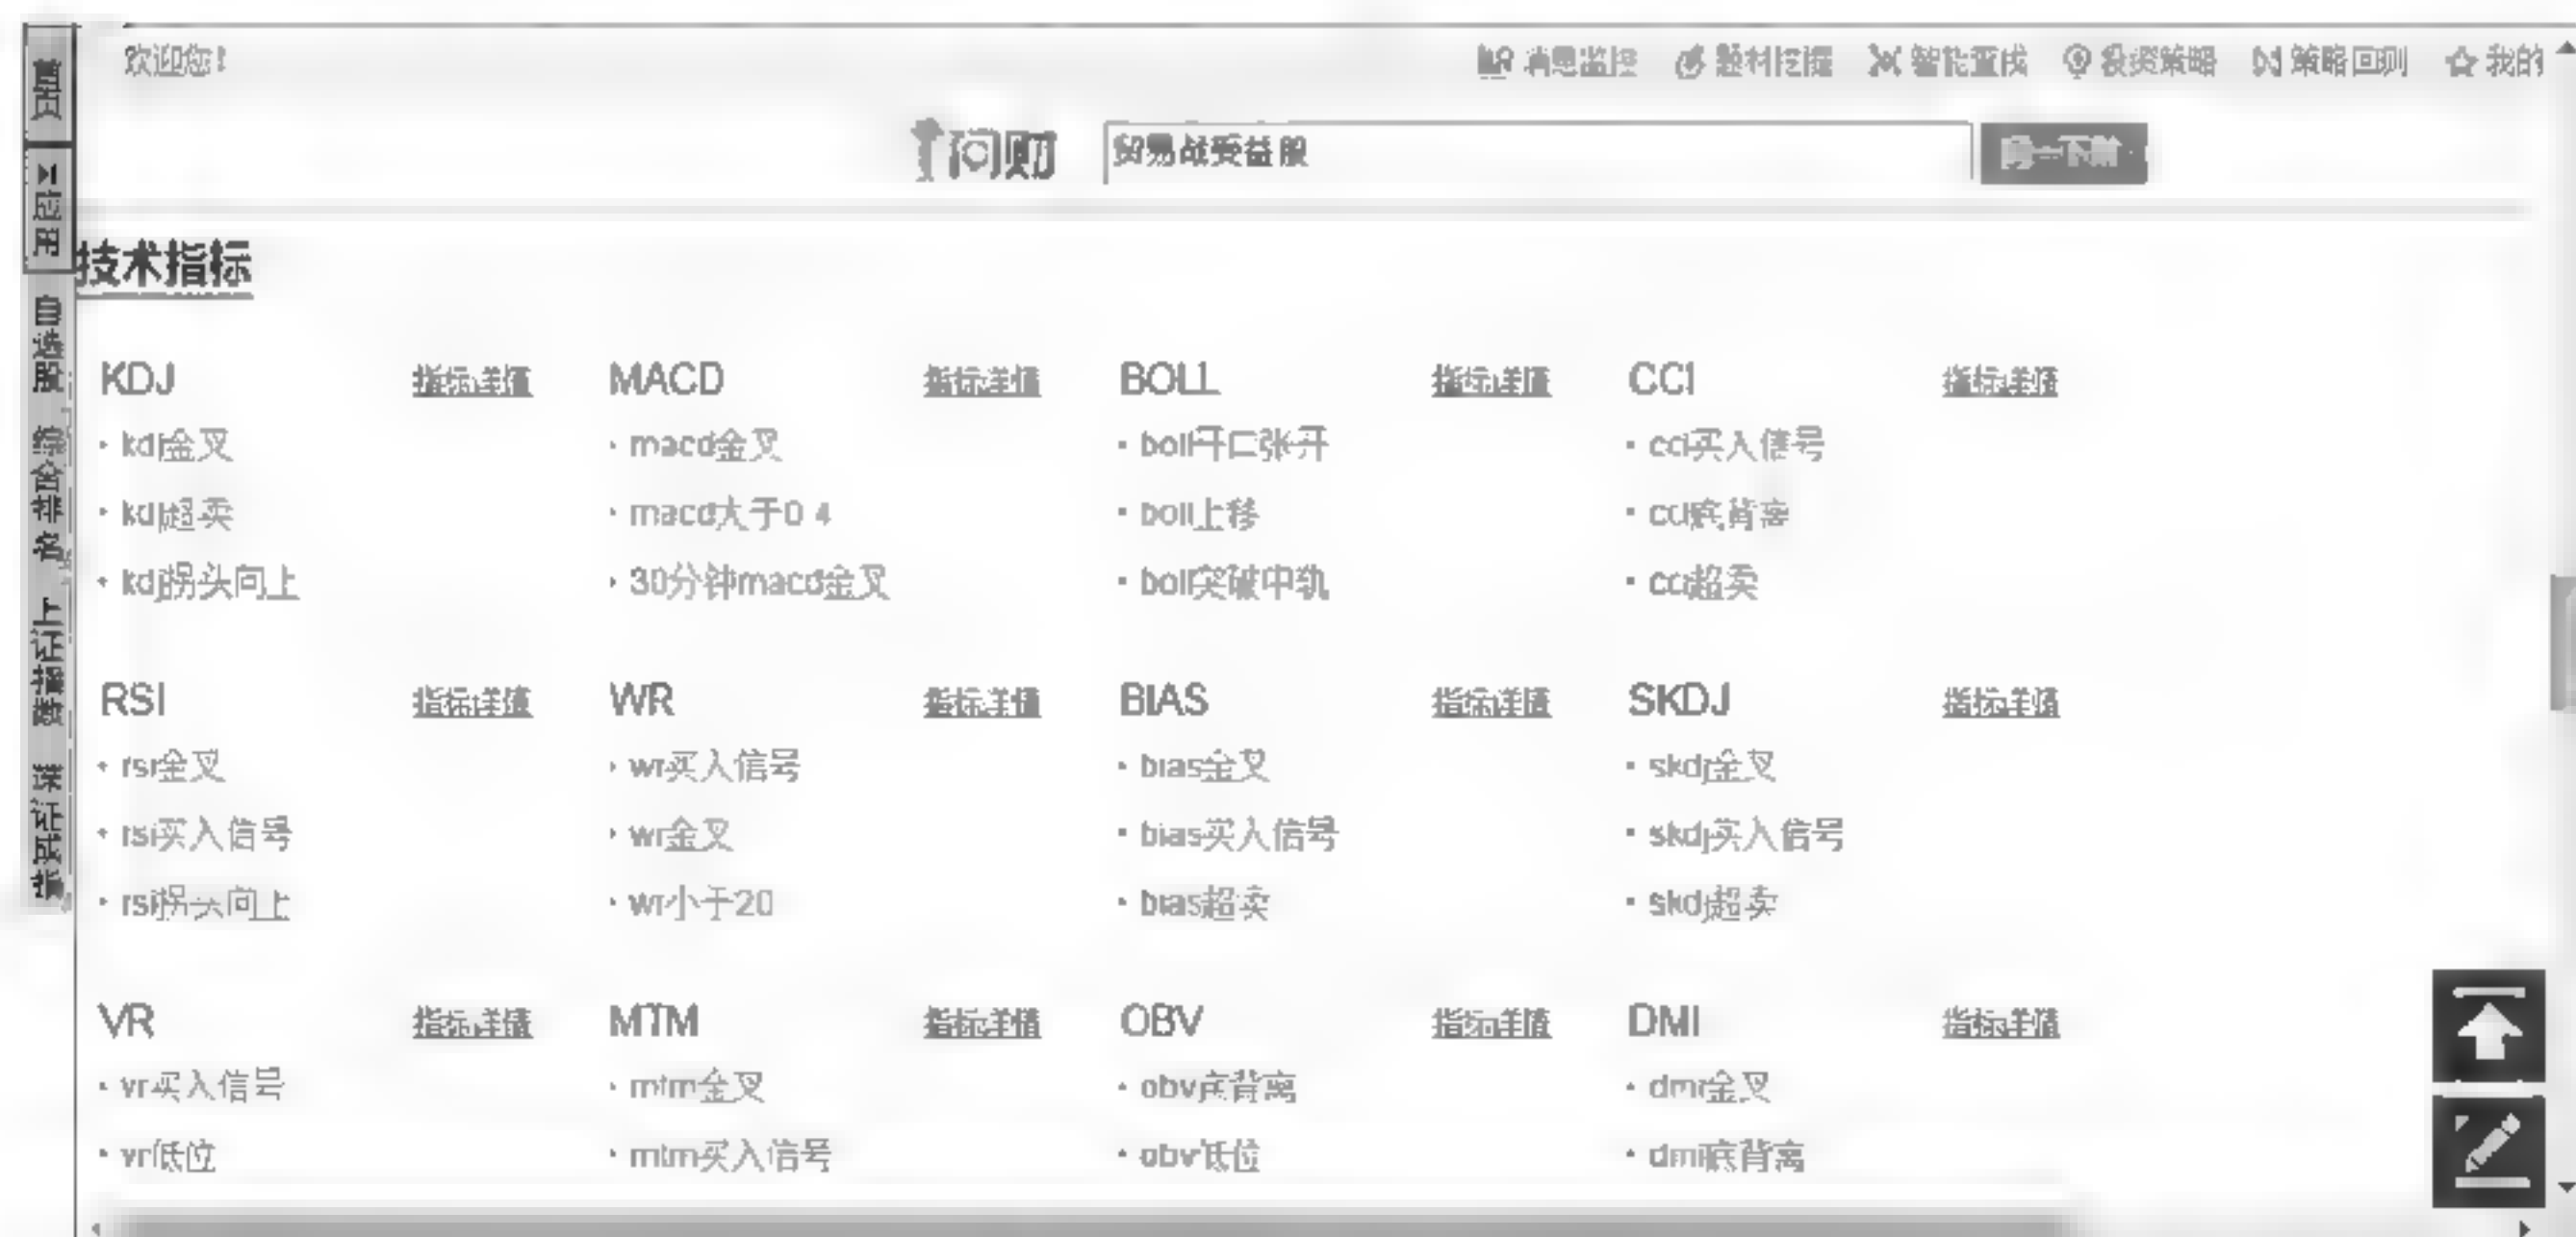 欢迎您！ 消息监控 题材挖掘 智能查找 投资策略 策略回测 我的
i问财 贸易战受益股
首页
应用
自选股
综合排名
上证指数
深证成指
技术指标
KDJ 指标详情 MACD 指标详情 BOLL 指标详情 CCI 指标详情
· kdj金叉 · macd金叉 · boll开口张开 · cci买入信号
· kdj超卖 · macd大于0.4 · boll上移 · cci底背离
· kdj拐头向上 · 30分钟macd金叉 · boll突破中轨 · cci超卖
RSI 指标详情 WR 指标详情 BIAS 指标详情 SKDJ 指标详情
· rsi金叉 · wr买入信号 · bias金叉 · skdj金叉
· rsi买入信号 · wr金叉 · bias买入信号 · skdj买入信号
· rsi拐头向上 · wr小于20 · bias超卖 · skdj超卖
VR 指标详情 MTM 指标详情 OBV 指标详情 DMI 指标详情
· vr买入信号 · mtm金叉 · obv底背离 · dmi金叉
· vr低位 · mtm买入信号 · obv低位 · dmi底背离